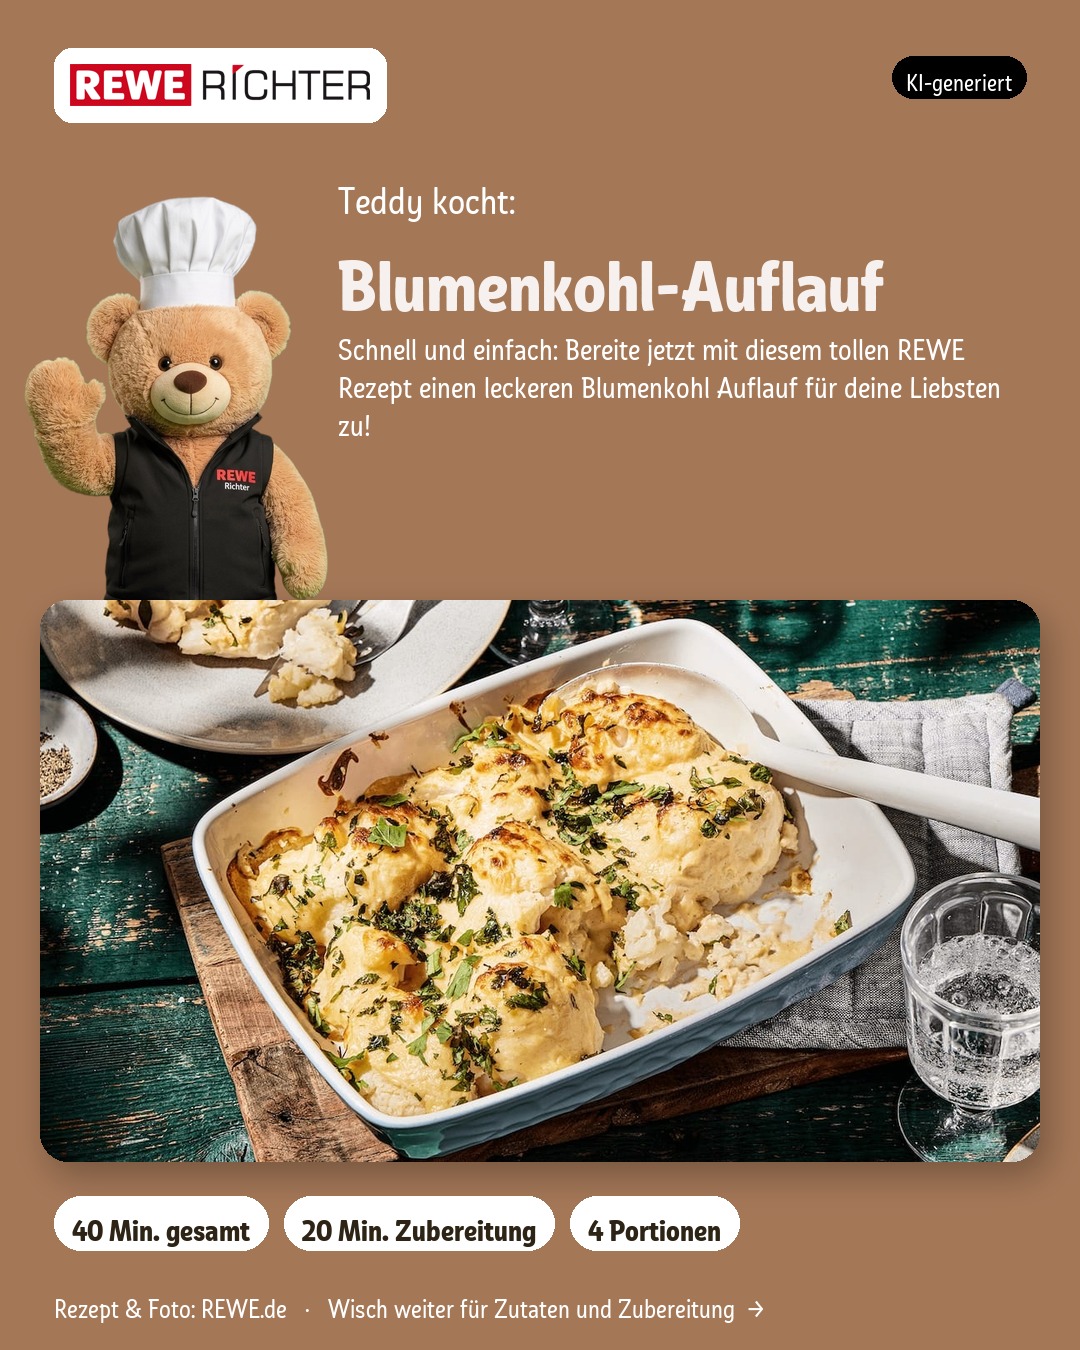 REWE RICHTER
KI-generiert
Teddy kocht:
Blumenkohl-Auflauf
Schnell und einfach: Bereite jetzt mit diesem tollen REWE
Rezept einen leckeren Blumenkohl Auflauf für deine Liebsten
zu!
REWE
Richter
40 Min. gesamt
20 Min. Zubereitung
4 Portionen
Rezept & Foto: REWE.de · Wisch weiter für Zutaten und Zubereitung →